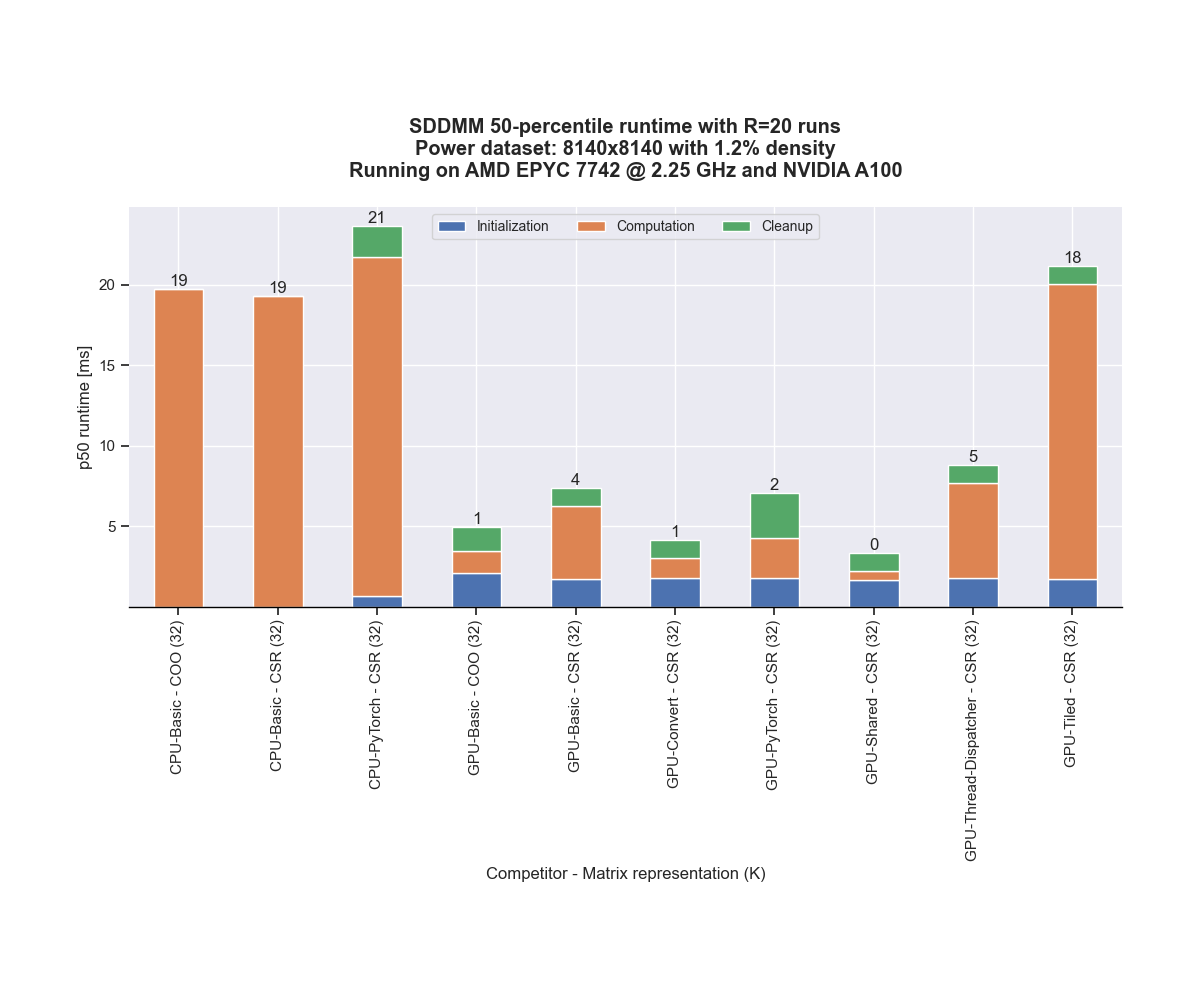 SDDMM 50-percentile runtime with R=20 runs
Power dataset: 8140x8140 with 1.2% density
Running on AMD EPYC 7742 @ 2.25 GHz and NVIDIA A100
Initialization
Computation
Cleanup
19
19
21
1
4
1
2
0
5
18
20
15
10
5
p50 runtime [ms]
CPU-Basic - COO (32)
CPU-Basic - CSR (32)
CPU-PyTorch - CSR (32)
GPU-Basic - COO (32)
GPU-Basic - CSR (32)
GPU-Convert - CSR (32)
GPU-PyTorch - CSR (32)
GPU-Shared - CSR (32)
GPU-Thread-Dispatcher - CSR (32)
GPU-Tiled - CSR (32)
Competitor - Matrix representation (K)